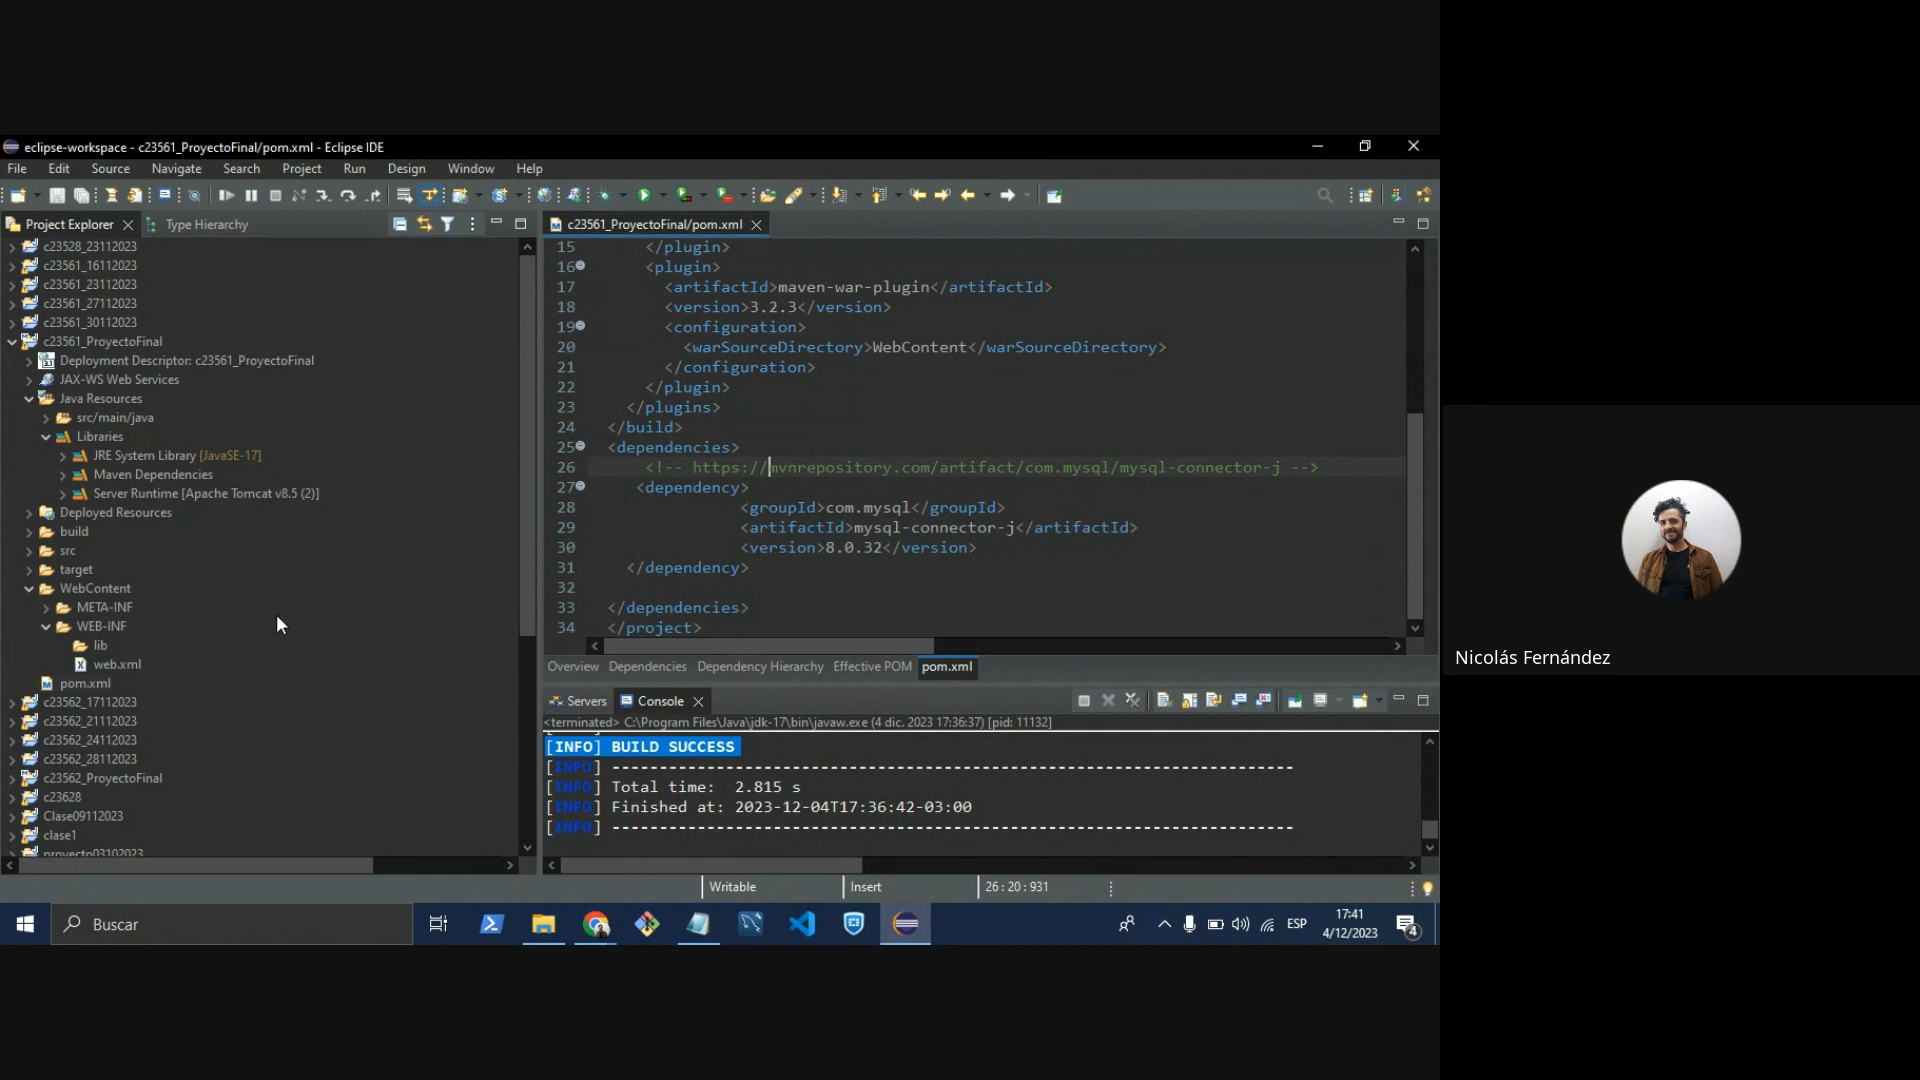 eclipse-workspace - c23561_ProyectoFinal/pom.xml - Eclipse IDE
File Edit Source Navigate Search Project Run Design Window Help
Project Explorer Type Hierarchy
c23528_23112023
c23561_16112023
c23561_23112023
c23561_27112023
c23561_30112023
c23561_ProyectoFinal
Deployment Descriptor: c23561_ProyectoFinal
JAX-WS Web Services
Java Resources
src/main/java
Libraries
JRE System Library [JavaSE-17]
Maven Dependencies
Server Runtime [Apache Tomcat v8.5 (2)]
Deployed Resources
build
src
target
WebContent
META-INF
WEB-INF
lib
web.xml
pom.xml
c23562_17112023
c23562_21112023
c23562_24112023
c23562_28112023
c23562_ProyectoFinal
c23628
Clase09112023
clase1
proyecto03102023
c23561_ProyectoFinal/pom.xml
15 </plugin>
16 <plugin>
17 <artifactId>maven-war-plugin</artifactId>
18 <version>3.2.3</version>
19 <configuration>
20 <warSourceDirectory>WebContent</warSourceDirectory>
21 </configuration>
22 </plugin>
23 </plugins>
24 </build>
25 <dependencies>
26 <!-- https://mvnrepository.com/artifact/com.mysql/mysql-connector-j -->
27 <dependency>
28 <groupId>com.mysql</groupId>
29 <artifactId>mysql-connector-j</artifactId>
30 <version>8.0.32</version>
31 </dependency>
32
33 </dependencies>
34 </project>
Overview Dependencies Dependency Hierarchy Effective POM pom.xml
Servers Console
<terminated> C:\Program Files\Java\jdk-17\bin\javaw.exe (4 dic. 2023 17:36:37) [pid: 11132]
[INFO] BUILD SUCCESS
[INFO] ------------------------------------------------------------------------
[INFO] Total time:  2.815 s
[INFO] Finished at: 2023-12-04T17:36:42-03:00
[INFO] ------------------------------------------------------------------------
Writable Insert 26 : 20 : 931
Buscar
ESP
17:41
4/12/2023
4
Nicolás Fernández